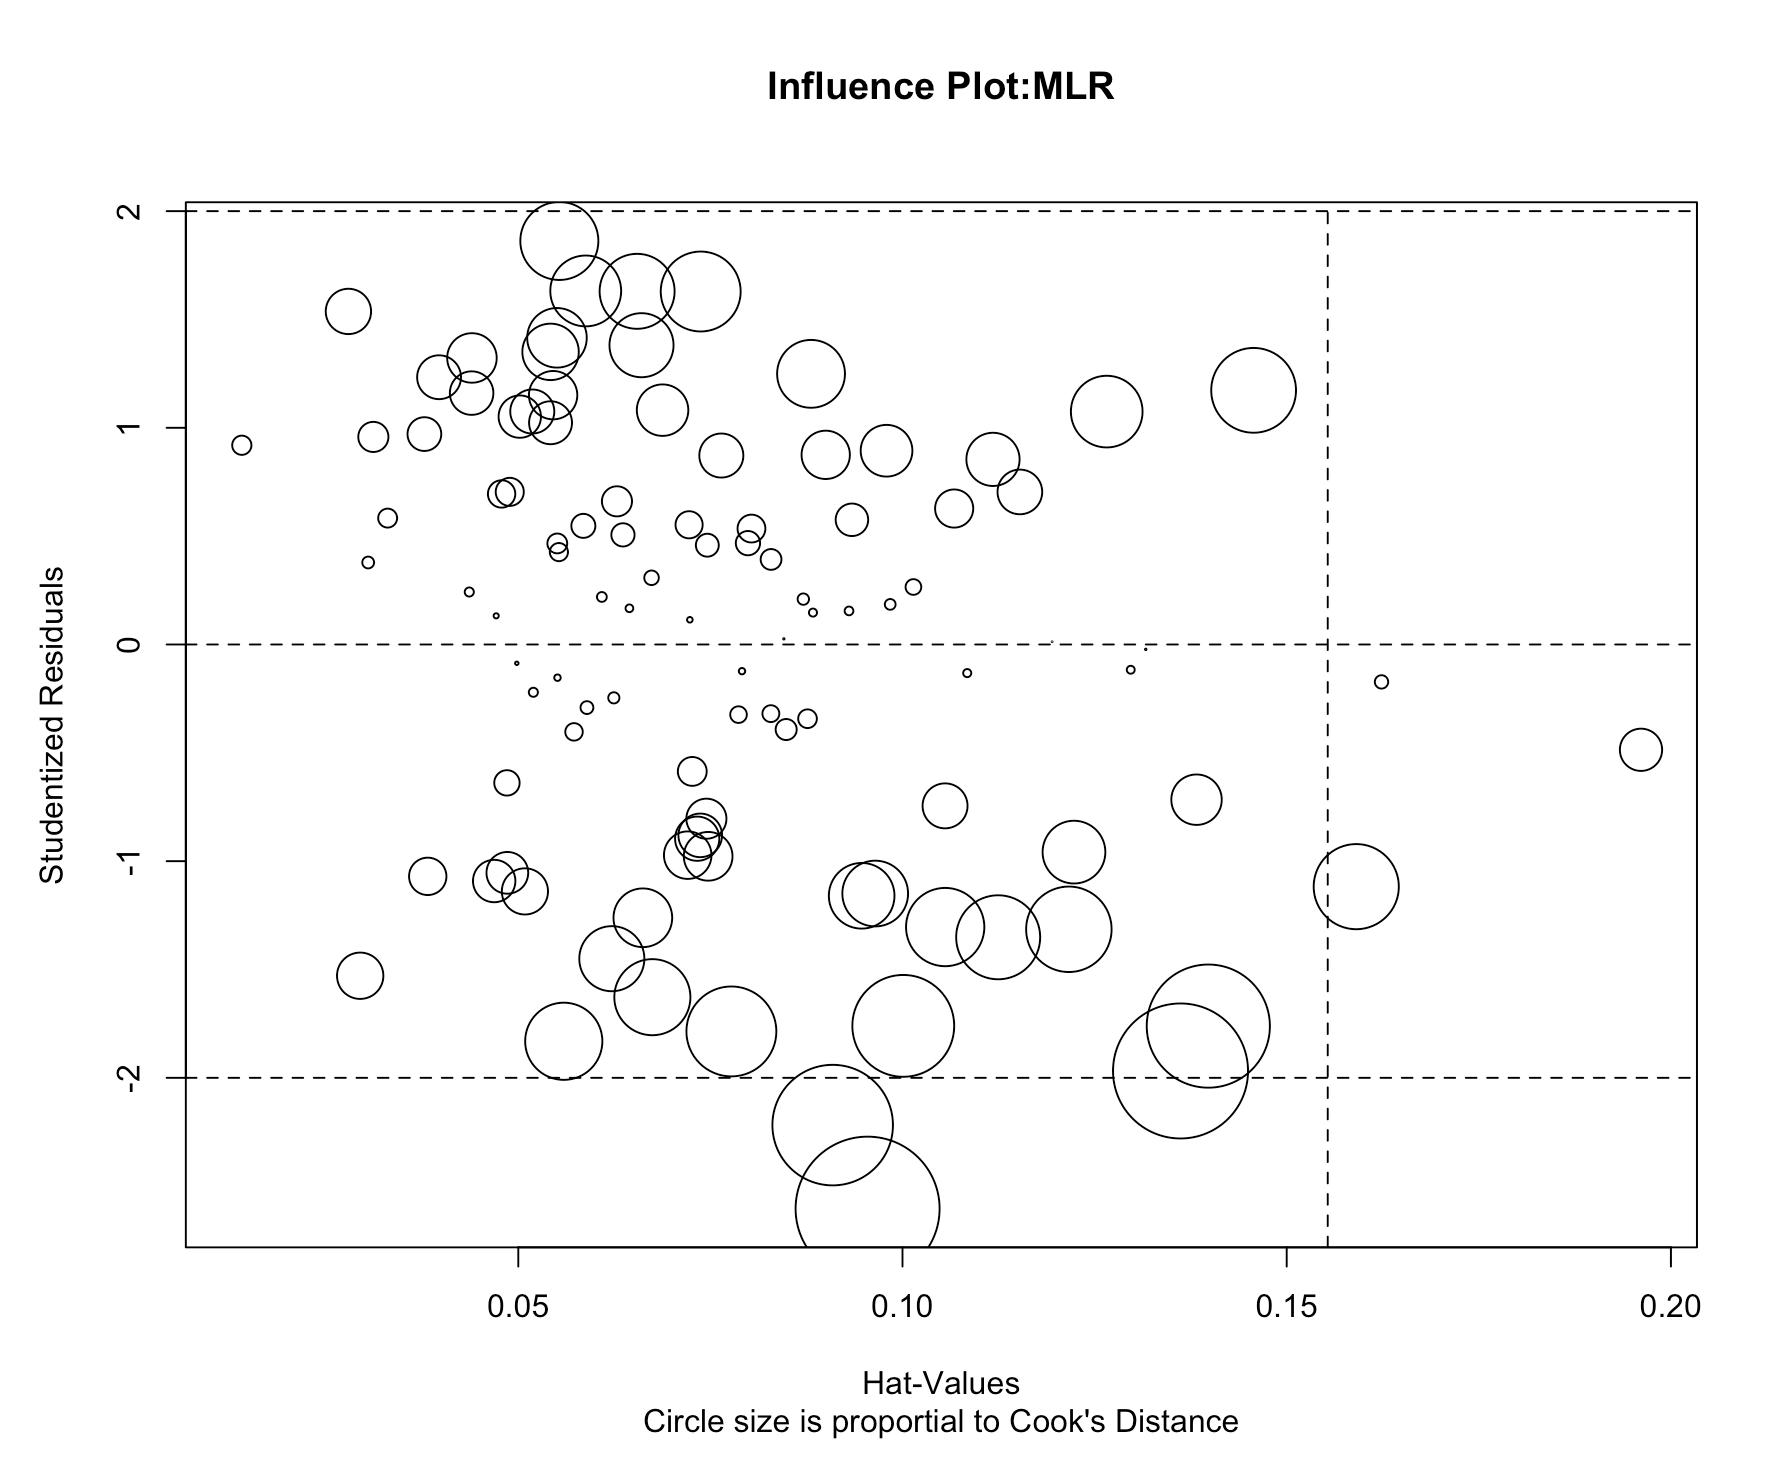 Influence Plot:MLR
2
1
0
-1
-2
Studentized Residuals
0.05 0.10 0.15 0.20
Hat-Values
Circle size is proportial to Cook's Distance